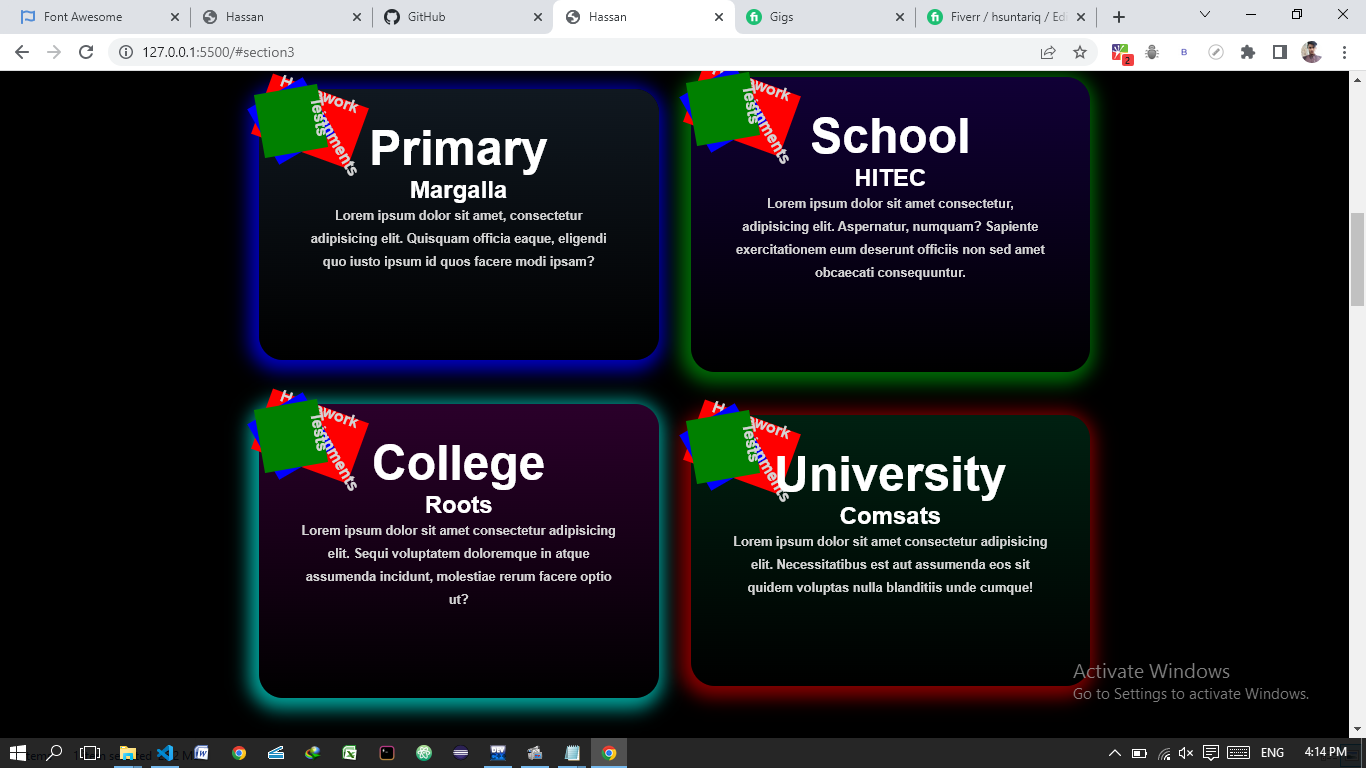 Font Awesome
Hassan
GitHub
Hassan
Gigs
Fiverr / hsuntariq / Edi
127.0.0.1:5500/#section3
B
2
H work
nments
Tests
Primary
Margalla
Lorem ipsum dolor sit amet, consectetur
adipisicing elit. Quisquam officia eaque, eligendi
quo iusto ipsum id quos facere modi ipsam?
work
nments
Tests
School
HITEC
Lorem ipsum dolor sit amet consectetur,
adipisicing elit. Aspernatur, numquam? Sapiente
exercitationem eum deserunt officiis non sed amet
obcaecati consequuntur.
H work
nments
Tests
College
Roots
Lorem ipsum dolor sit amet consectetur adipisicing
elit. Sequi voluptatem doloremque in atque
assumenda incidunt, molestiae rerum facere optio
ut?
H work
nments
Tests
University
Comsats
Lorem ipsum dolor sit amet consectetur adipisicing
elit. Necessitatibus est aut assumenda eos sit
quidem voluptas nulla blanditiis unde cumque!
Activate Windows
Go to Settings to activate Windows.
ENG
4:14 PM